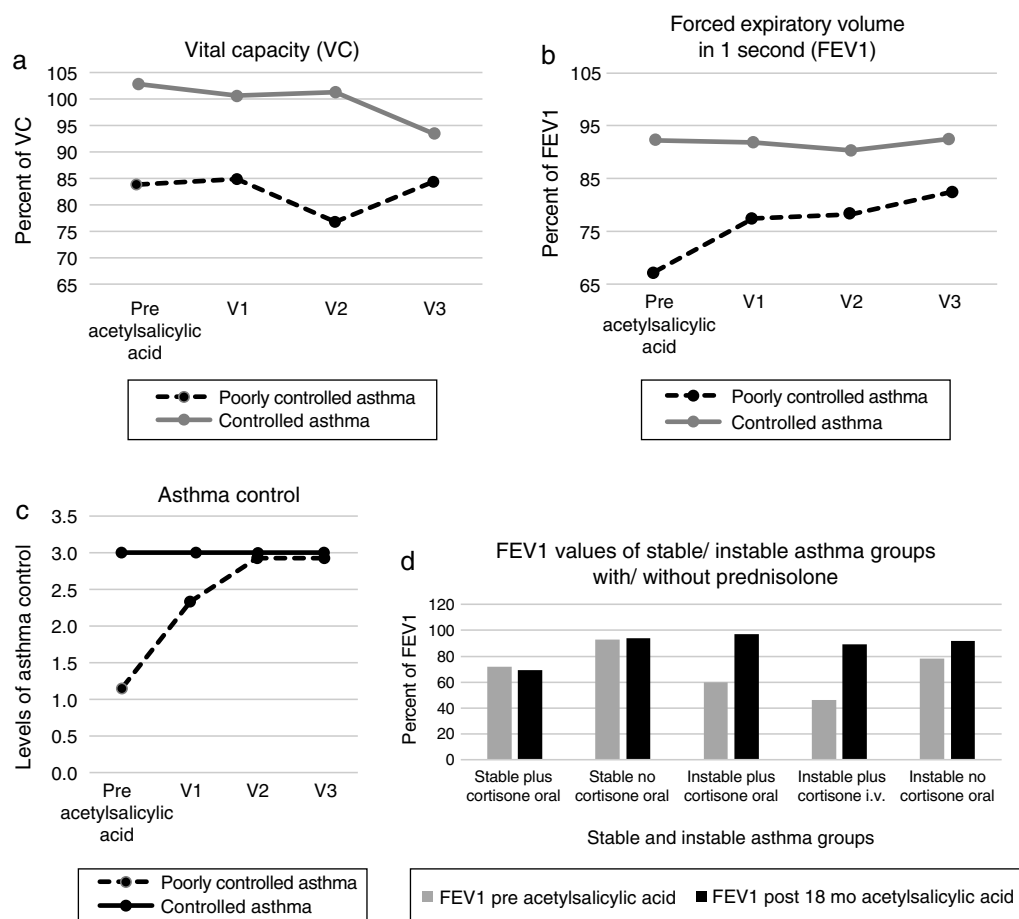 a
Vital capacity (VC)
Percent of VC
105
100
95
90
85
80
75
70
65
Pre
acetylsalicylic
acid
V1
V2
V3
Poorly controlled asthma
Controlled asthma
b
Forced expiratory volume
in 1 second (FEV1)
Percent of FEV1
105
95
85
75
65
Pre
acetylsalicylic
acid
V1
V2
V3
Poorly controlled asthma
Controlled asthma
c
Asthma control
Levels of asthma control
3.5
3.0
2.5
2.0
1.5
1.0
0.5
0.0
Pre
acetylsalicylic
acid
V1
V2
V3
Poorly controlled asthma
Controlled asthma
d
FEV1 values of stable/ instable asthma groups
with/ without prednisolone
Percent of FEV1
120
100
80
60
40
20
0
Stable plus
cortisone oral
Stable no
cortisone oral
Instable plus
cortisone oral
Instable plus
cortisone i.v.
Instable no
cortisone oral
Stable and instable asthma groups
FEV1 pre acetylsalicylic acid
FEV1 post 18 mo acetylsalicylic acid